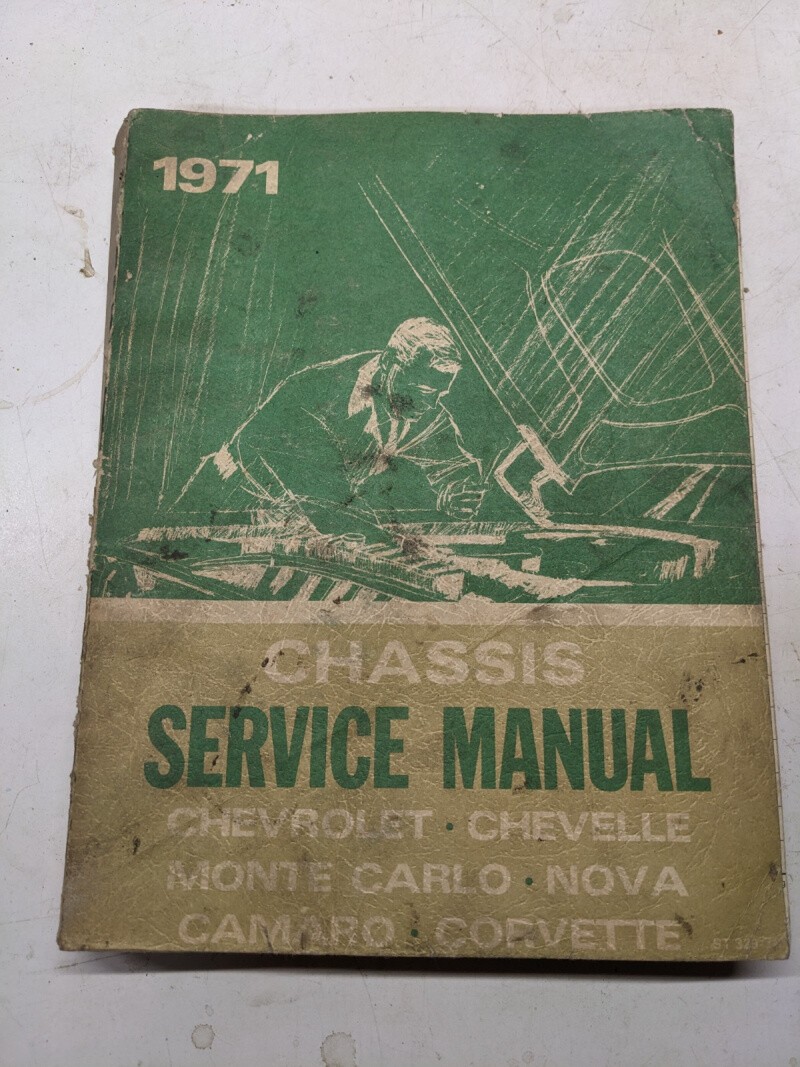 1971
CHASSIS
SERVICE MANUAL
CHEVROLET • CHEVELLE
MONTE CARLO • NOVA
CAMARO • CORVETTE